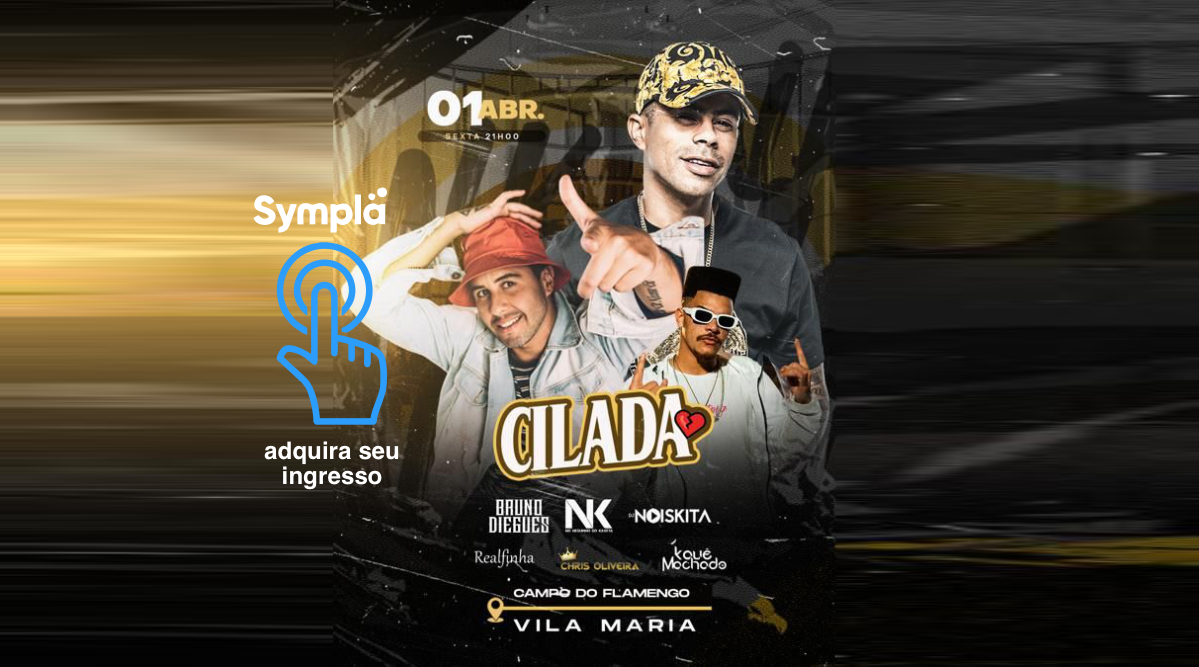 01 ABR.
SEXTA 21H00
Symplä
adquira seu
ingresso
CILADA
BRUNO
DIEGUES
NK
NOISKITA
Realfinha
CHRIS OLIVEIRA
Kauê
Machado
CAMPO DO FLAMENGO
VILA MARIA